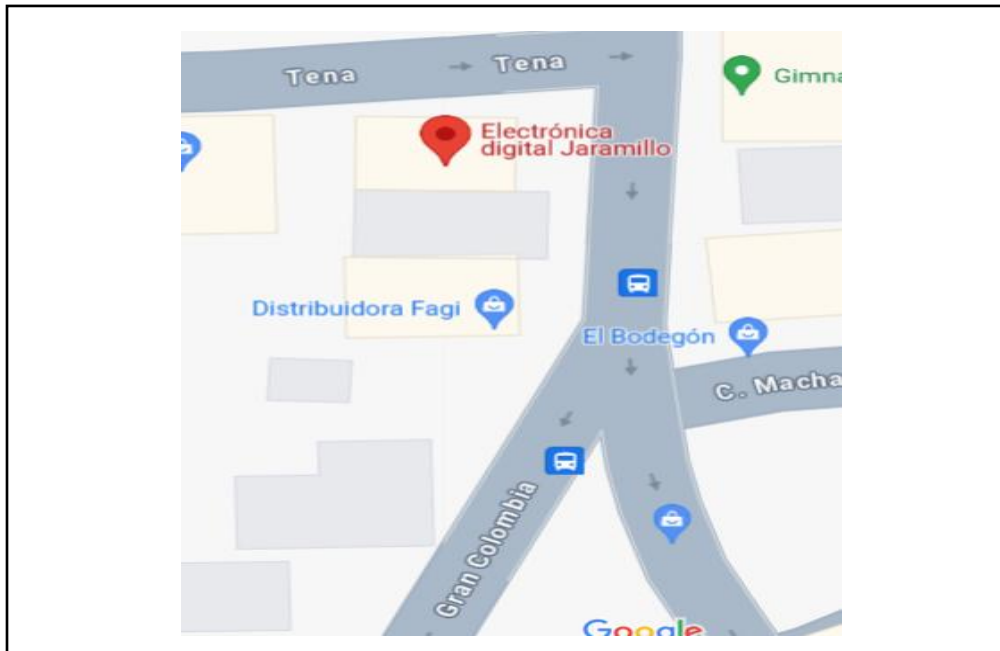 Tena
Tena
Gimna
Electrónica
digital Jaramillo
Distribuidora Fagi
El Bodegón
C. Macha
Gran Colombia
Google